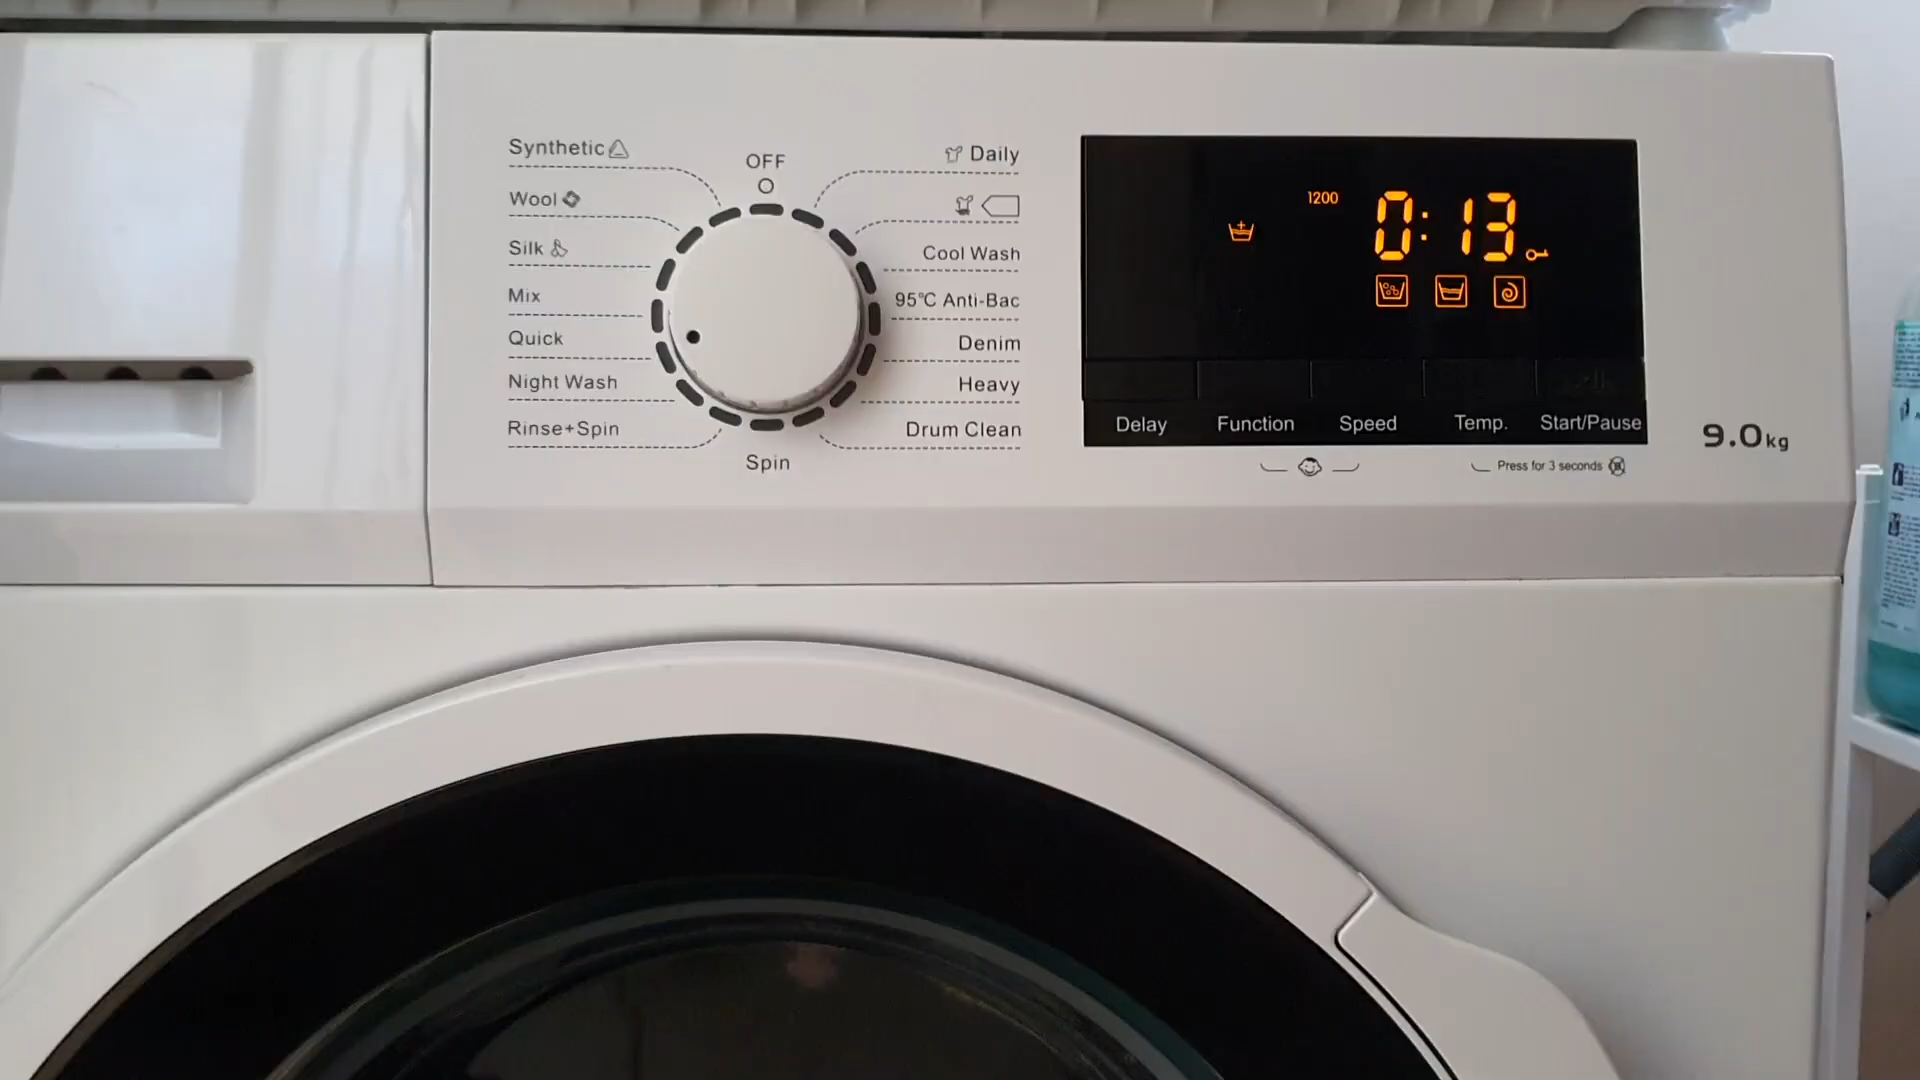 Synthetic
Wool
Silk
Mix
Quick
Night Wash
Rinse+Spin
OFF
Spin
Daily
Cool Wash
95°C Anti-Bac
Denim
Heavy
Drum Clean
1200
0:13
Delay Function Speed Temp. Start/Pause
Press for 3 seconds
9.0kg